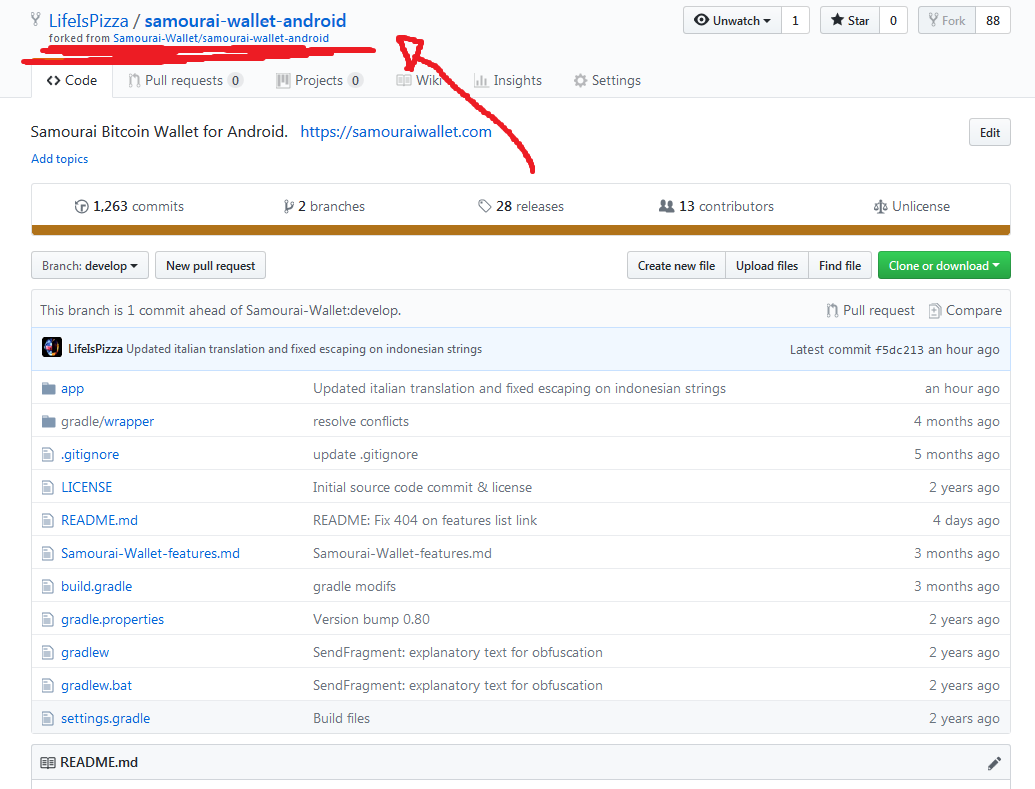 LifeIsPizza / samourai-wallet-android
Unwatch 1 Star 0 Fork 88
forked from Samourai-Wallet/samourai-wallet-android
Code Pull requests 0 Projects 0 Wiki Insights Settings
Samourai Bitcoin Wallet for Android. https://samouraiwallet.com
Edit
Add topics
1,263 commits 2 branches 28 releases 13 contributors Unlicense
Branch: develop New pull request Create new file Upload files Find file Clone or download
This branch is 1 commit ahead of Samourai-Wallet:develop. Pull request Compare
LifeIsPizza Updated italian translation and fixed escaping on indonesian strings Latest commit f5dc213 an hour ago
app Updated italian translation and fixed escaping on indonesian strings an hour ago
gradle/wrapper resolve conflicts 4 months ago
.gitignore update .gitignore 5 months ago
LICENSE Initial source code commit & license 2 years ago
README.md README: Fix 404 on features list link 4 days ago
Samourai-Wallet-features.md Samourai-Wallet-features.md 3 months ago
build.gradle gradle modifs 3 months ago
gradle.properties Version bump 0.80 2 years ago
gradlew SendFragment: explanatory text for obfuscation 2 years ago
gradlew.bat SendFragment: explanatory text for obfuscation 2 years ago
settings.gradle Build files 2 years ago
README.md